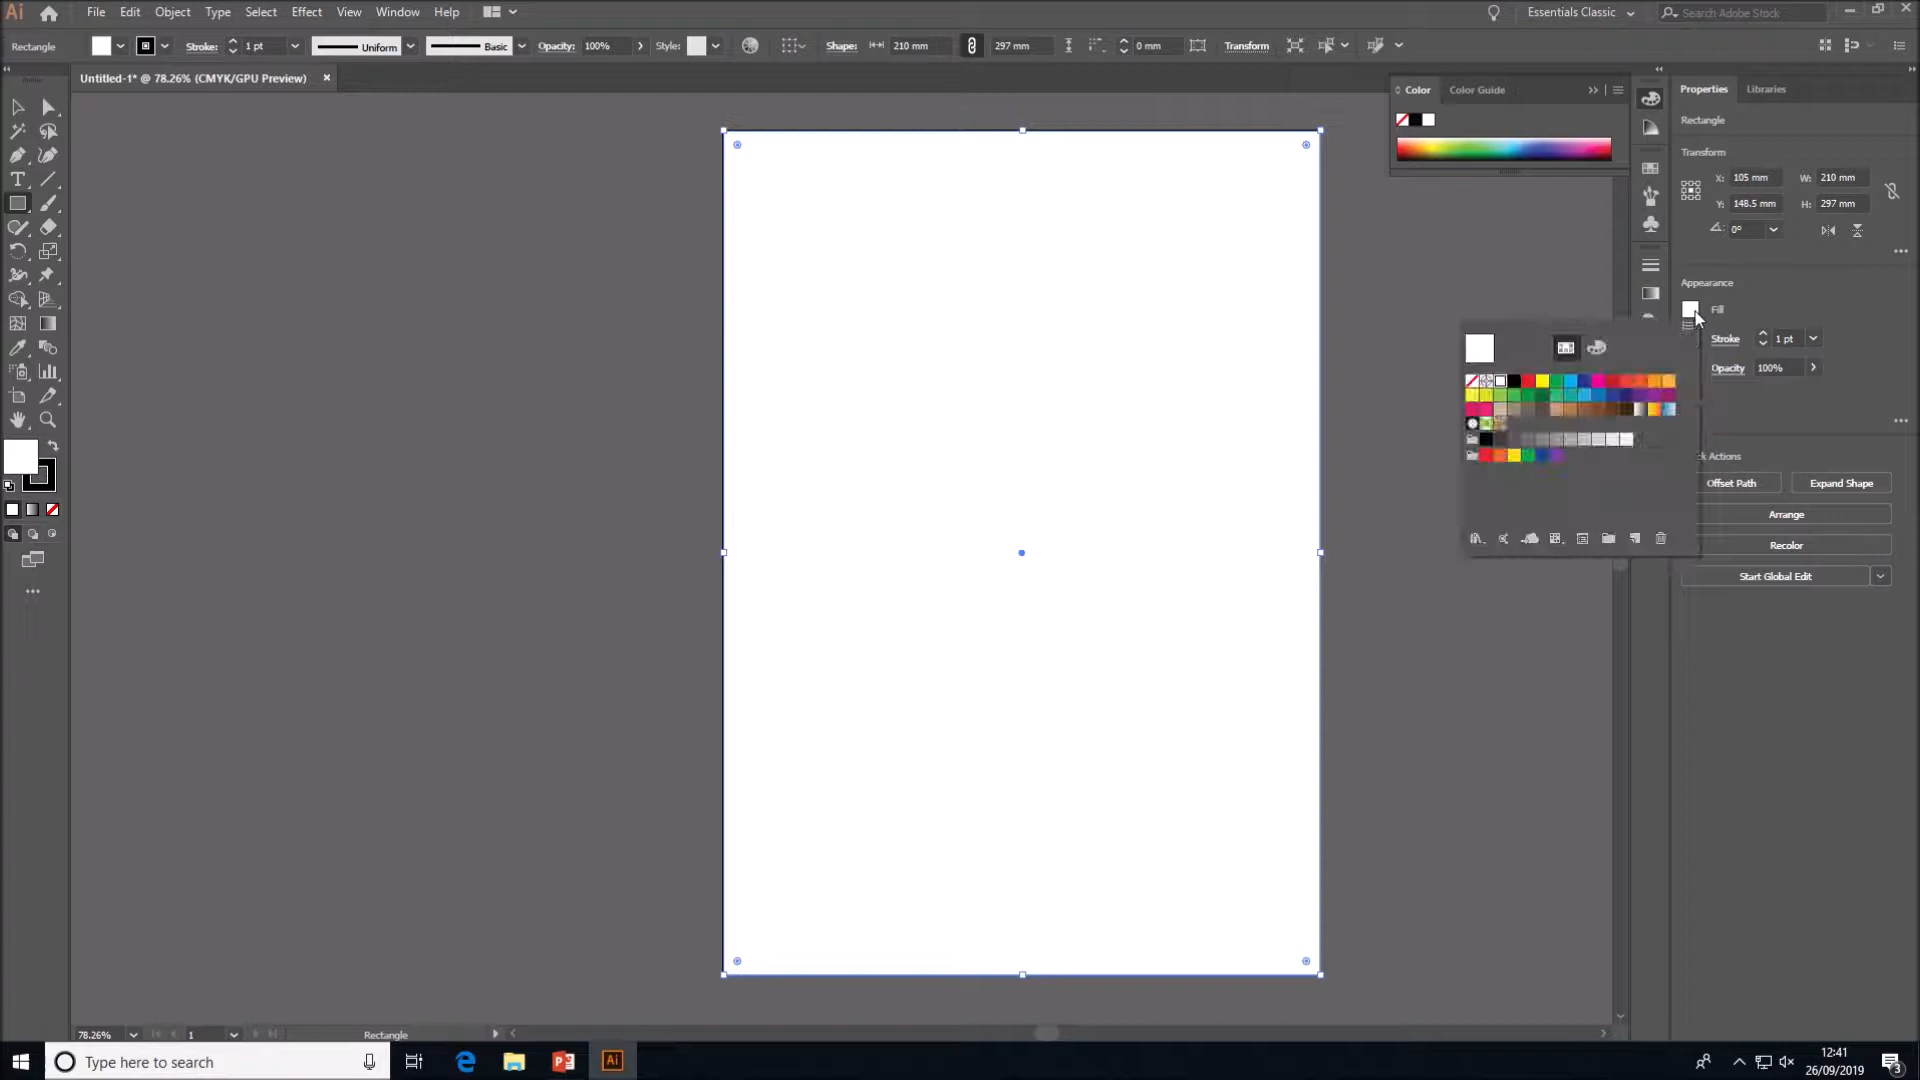 Ai File Edit Object Type Select Effect View Window Help Essentials Classic Search Adobe Stock
Rectangle Stroke: 1 pt Uniform Basic Opacity: 100% Style: Shape: 210 mm 297 mm 0 mm Transform
Untitled-1* @ 78.26% (CMYK/GPU Preview) ×
Color Color Guide
Properties Libraries
Rectangle
Transform
X: 105 mm W: 210 mm
Y: 148.5 mm H: 297 mm
0°
Appearance
Fill
Stroke 1 pt
Opacity 100%
k Actions
Offset Path Expand Shape
Arrange
Recolor
Start Global Edit
78.26% 1 Rectangle
Type here to search
Ai
12:41
26/09/2019
3